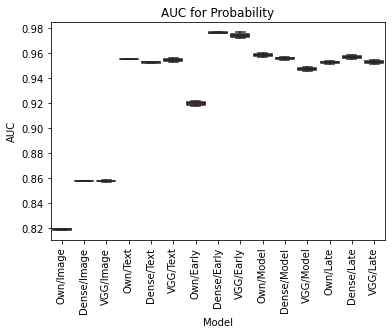 AUC for Probability
AUC
0.98
0.96
0.94
0.92
0.90
0.88
0.86
0.84
0.82
Own/Image
Dense/Image
VGG/Image
Own/Text
Dense/Text
VGG/Text
Own/Early
Dense/Early
VGG/Early
Own/Model
Dense/Model
VGG/Model
Own/Late
Dense/Late
VGG/Late
Model